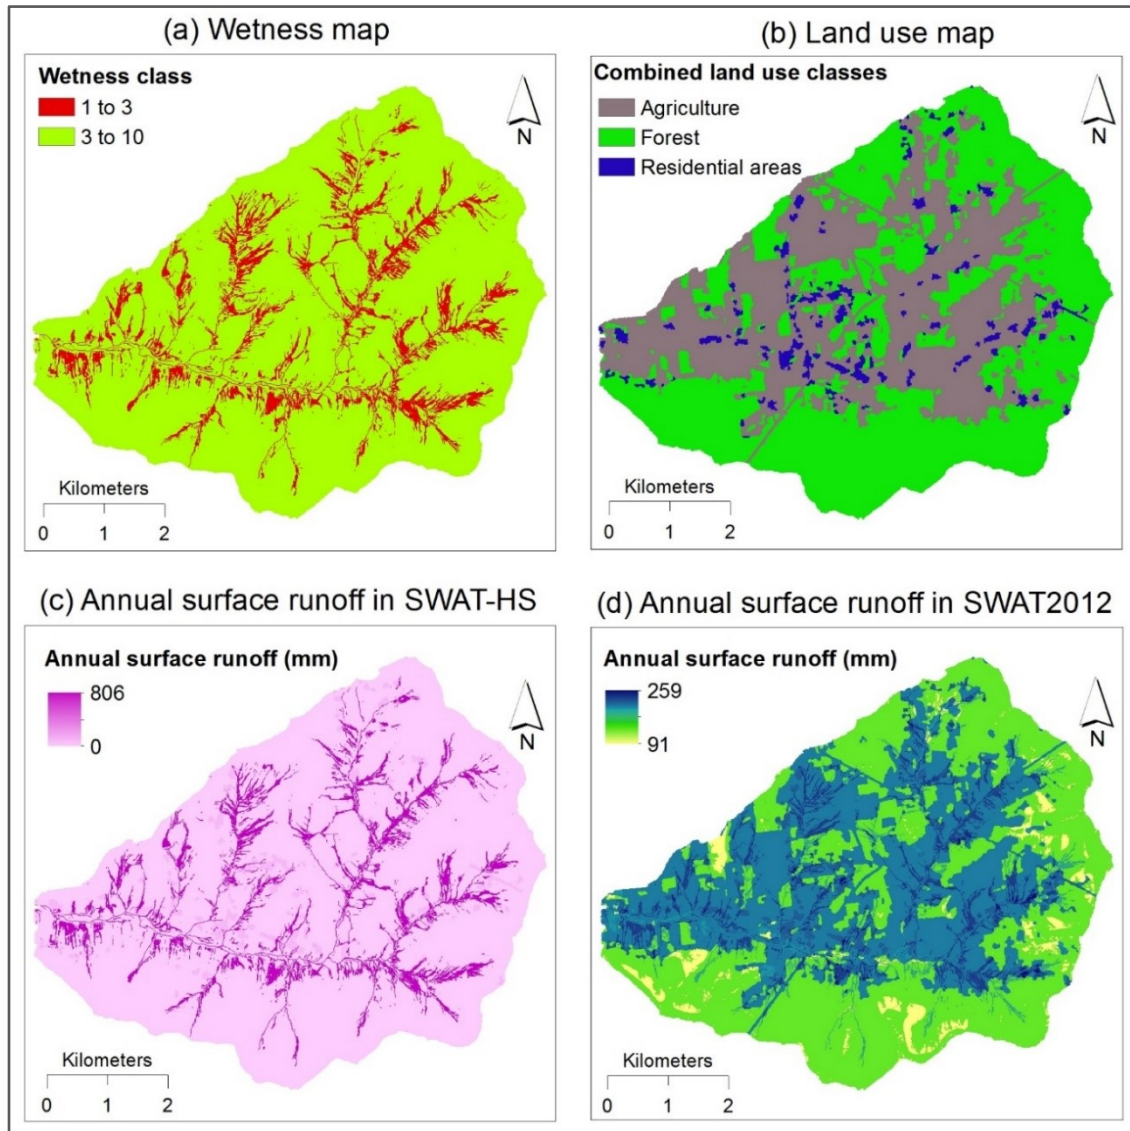 (a) Wetness map
Wetness class
1 to 3
3 to 10
N
Kilometers
0 1 2
(b) Land use map
Combined land use classes
Agriculture
Forest
Residential areas
N
Kilometers
0 1 2
(c) Annual surface runoff in SWAT-HS
Annual surface runoff (mm)
806
0
N
Kilometers
0 1 2
(d) Annual surface runoff in SWAT2012
Annual surface runoff (mm)
259
91
N
Kilometers
0 1 2